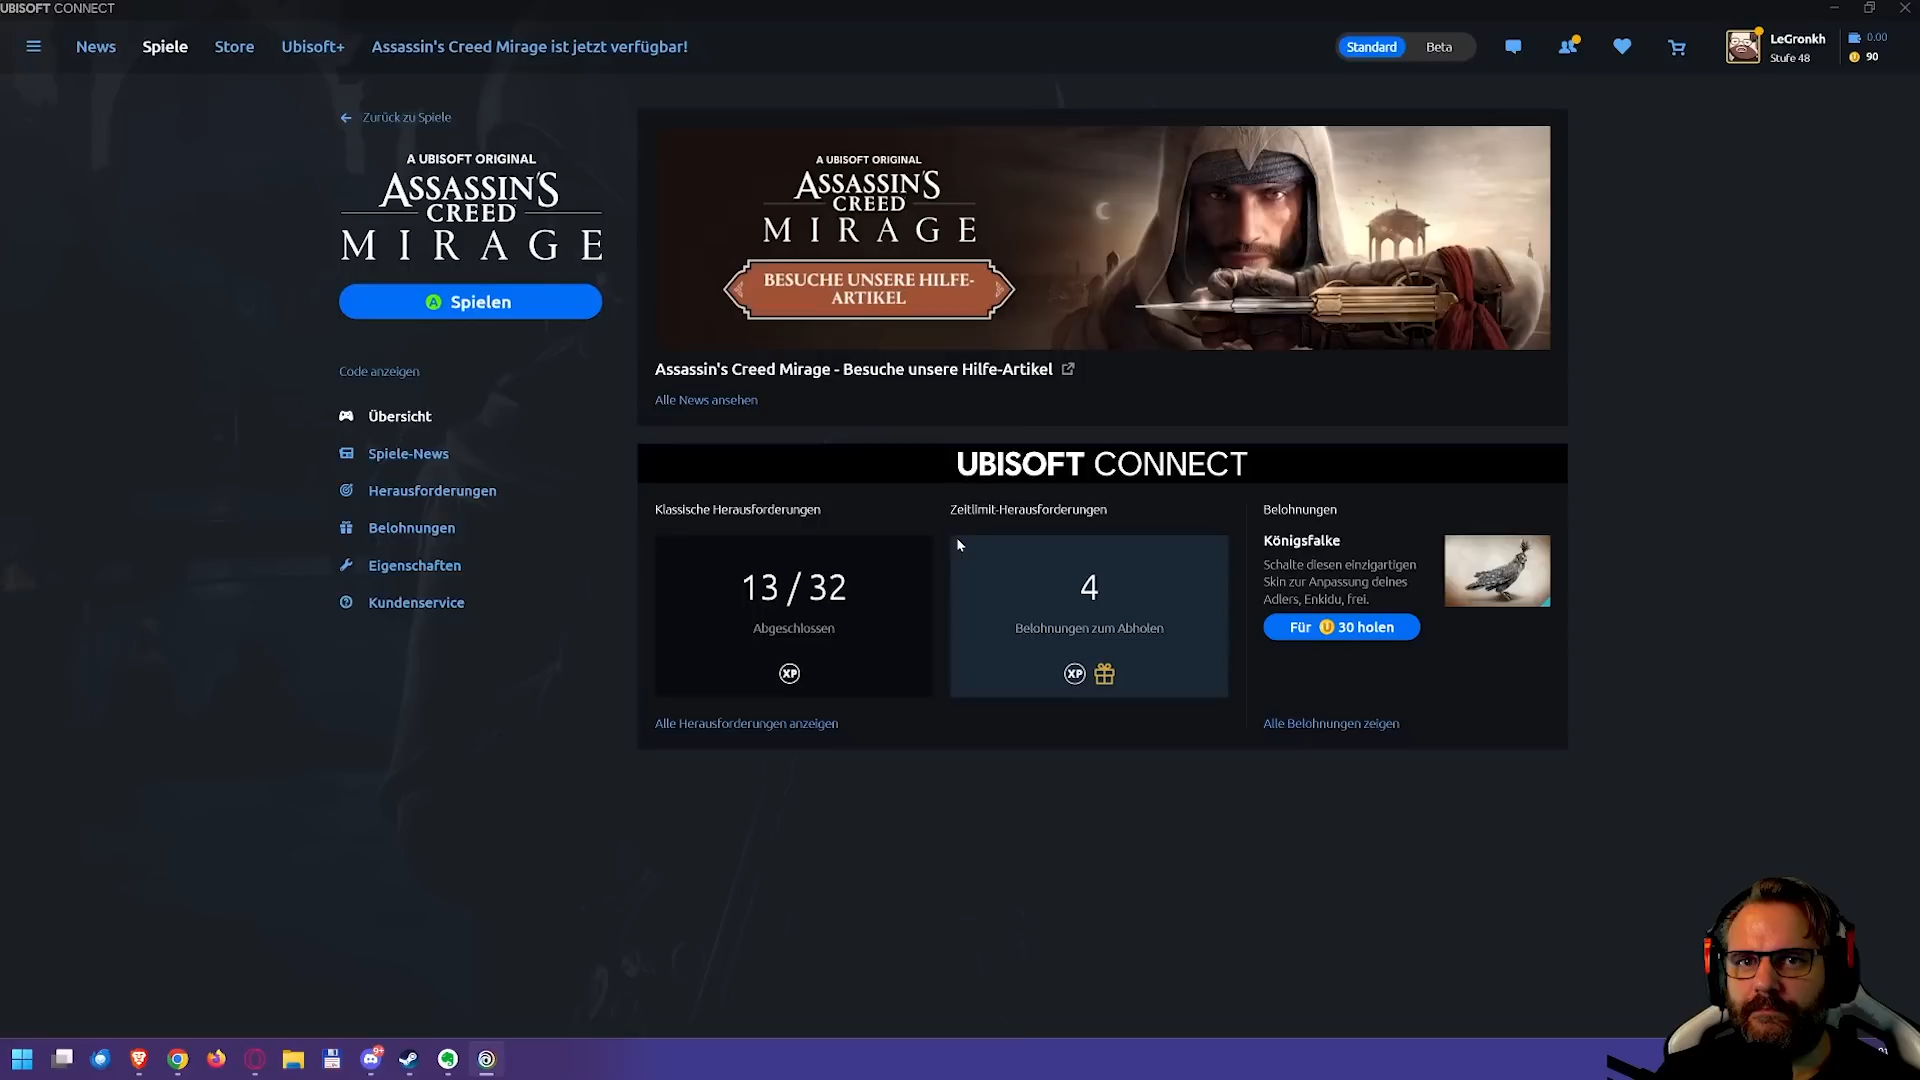 UBISOFT CONNECT
News
Spiele
Store
Ubisoft+
Assassin's Creed Mirage ist jetzt verfügbar!
Standard
Beta
LeGronkh
Stufe 48
0.00
90
Zurück zu Spiele
A UBISOFT ORIGINAL
ASSASSIN'S
CREED
MIRAGE
Spielen
Code anzeigen
Übersicht
Spiele-News
Herausforderungen
Belohnungen
Eigenschaften
Kundenservice
A UBISOFT ORIGINAL
ASSASSIN'S
CREED
MIRAGE
BESUCHE UNSERE HILFE-
ARTIKEL
Assassin's Creed Mirage - Besuche unsere Hilfe-Artikel
Alle News ansehen
UBISOFT CONNECT
Klassische Herausforderungen
13 / 32
Abgeschlossen
XP
Alle Herausforderungen anzeigen
Zeitlimit-Herausforderungen
4
Belohnungen zum Abholen
XP
Belohnungen
Königsfalke
Schalte diesen einzigartigen
Skin zur Anpassung deines
Adlers, Enkidu, frei.
Für 30 holen
Alle Belohnungen zeigen
9+